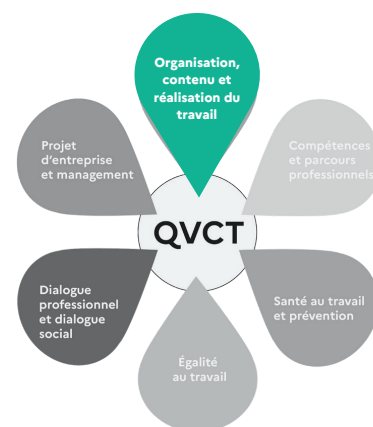 Organisation,
contenu et
réalisation du
travail
Projet
d'entreprise
et management
Compétences
et parcours
professionnels
QVCT
Dialogue
professionnel
et dialogue
social
Santé au travail
et prévention
Égalité
au travail